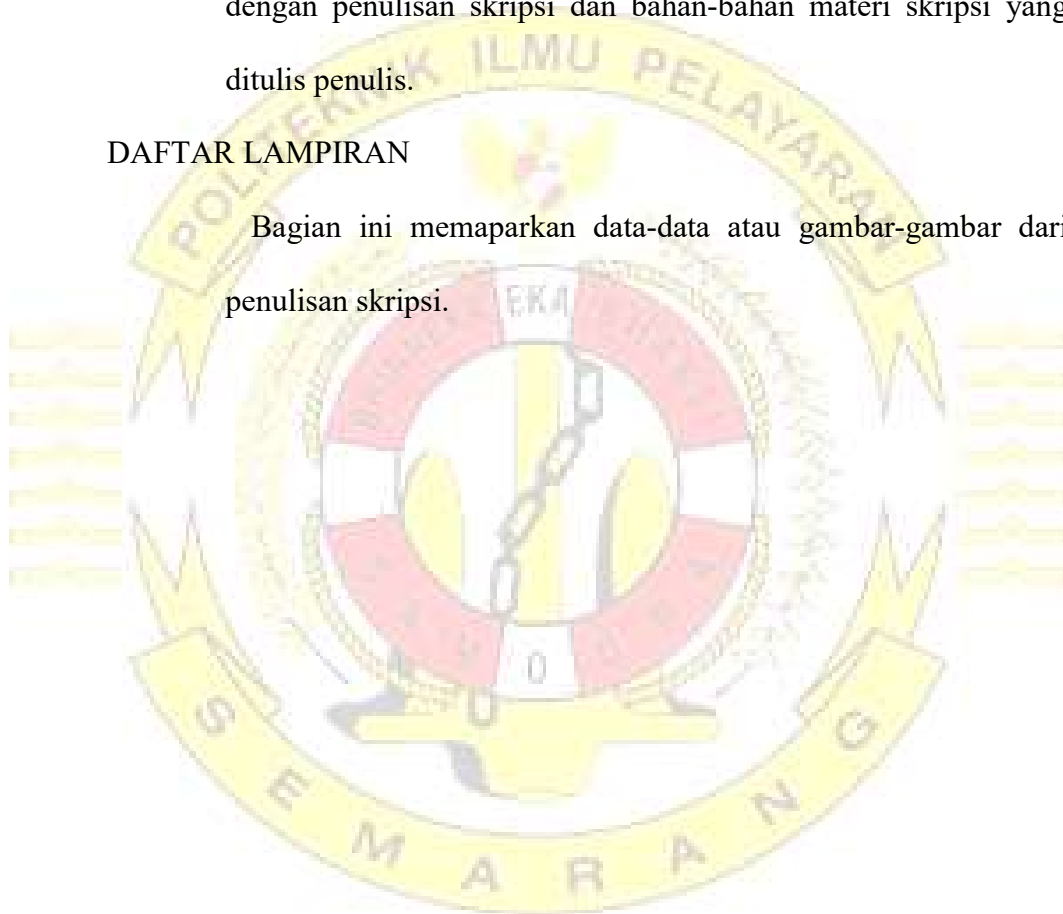 dengan penulisan skripsi dan bahan-bahan materi skripsi yang
POLITEKNIK ILMU PELAYARAN
ditulis penulis.
DAFTAR LAMPIRAN
Bagian ini memaparkan data-data atau gambar-gambar dari
penulisan skripsi.
EKA
SEMARANG